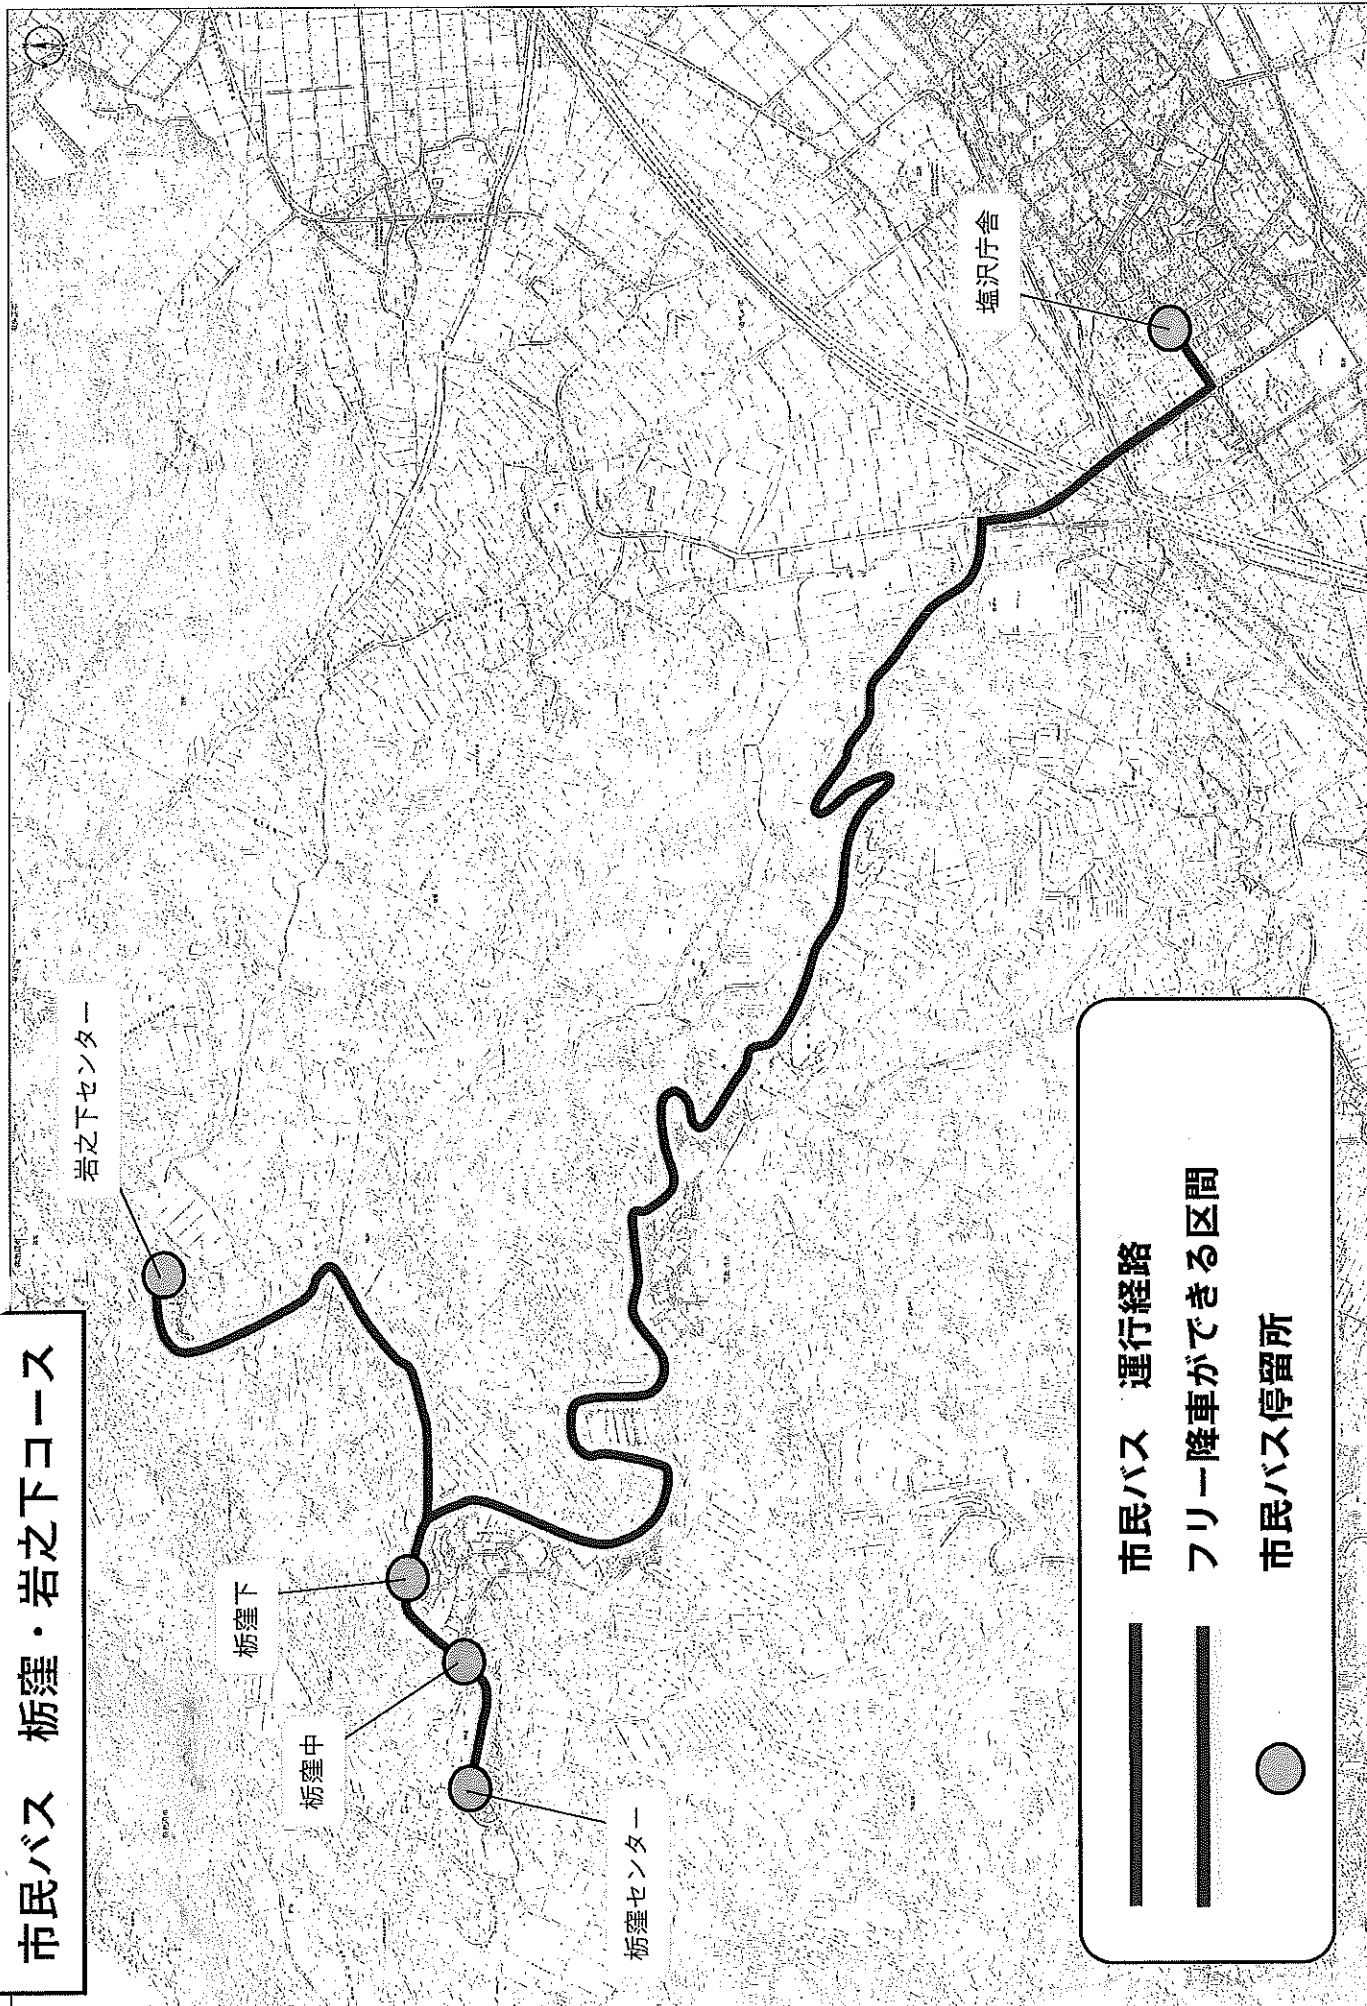 市民バス 栃窪・岩之下コース
岩之下センター
栃窪下
栃窪中
栃窪センター
塩沢庁舎
市民バス 運行経路
フリー降車ができる区間
市民バス停留所